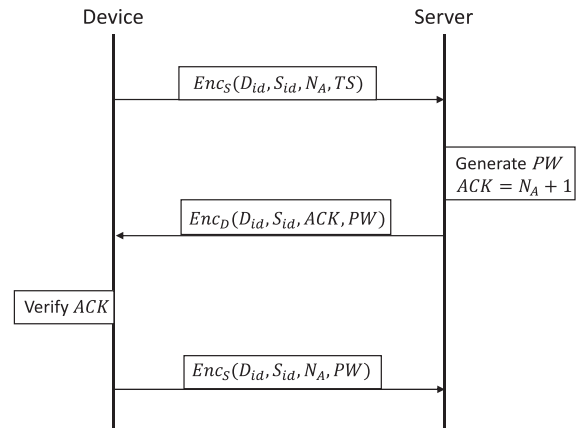 Device
Server
Enc_S(D_id, S_id, N_A, TS)
Generate PW
ACK = N_A + 1
Enc_D(D_id, S_id, ACK, PW)
Verify ACK
Enc_S(D_id, S_id, N_A, PW)